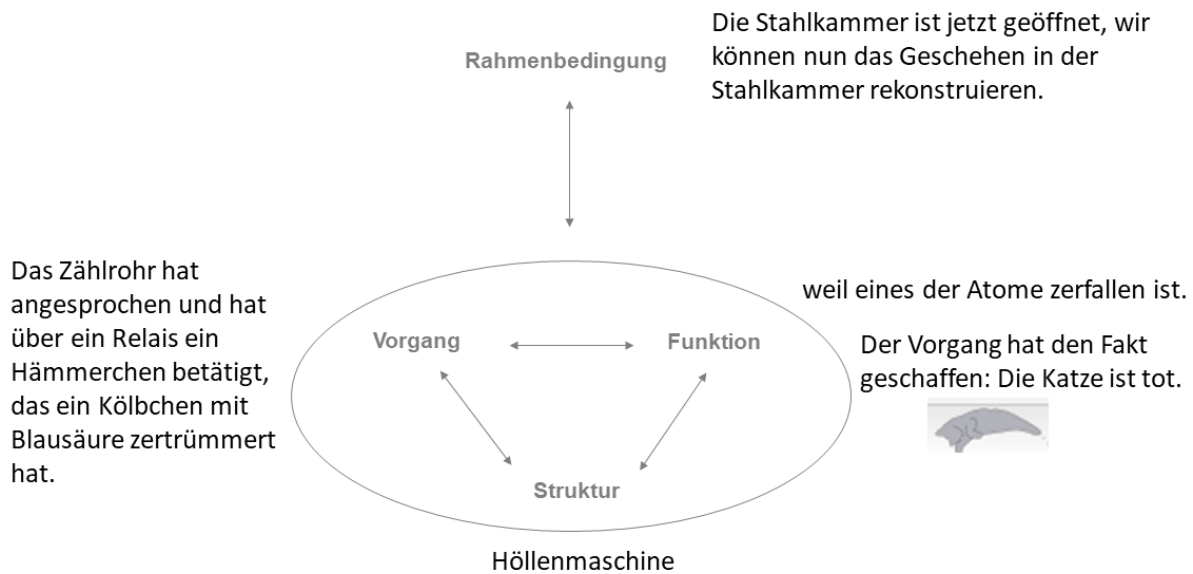 Die Stahlkammer ist jetzt geöffnet, wir
können nun das Geschehen in der
Stahlkammer rekonstruieren.
Rahmenbedingung
Das Zählrohr hat
angesprochen und hat
über ein Relais ein
Hämmerchen betätigt,
das ein Kölbchen mit
Blausäure zertrümmert
hat.
Vorgang
Funktion
Struktur
weil eines der Atome zerfallen ist.
Der Vorgang hat den Fakt
geschaffen: Die Katze ist tot.
Höllenmaschine